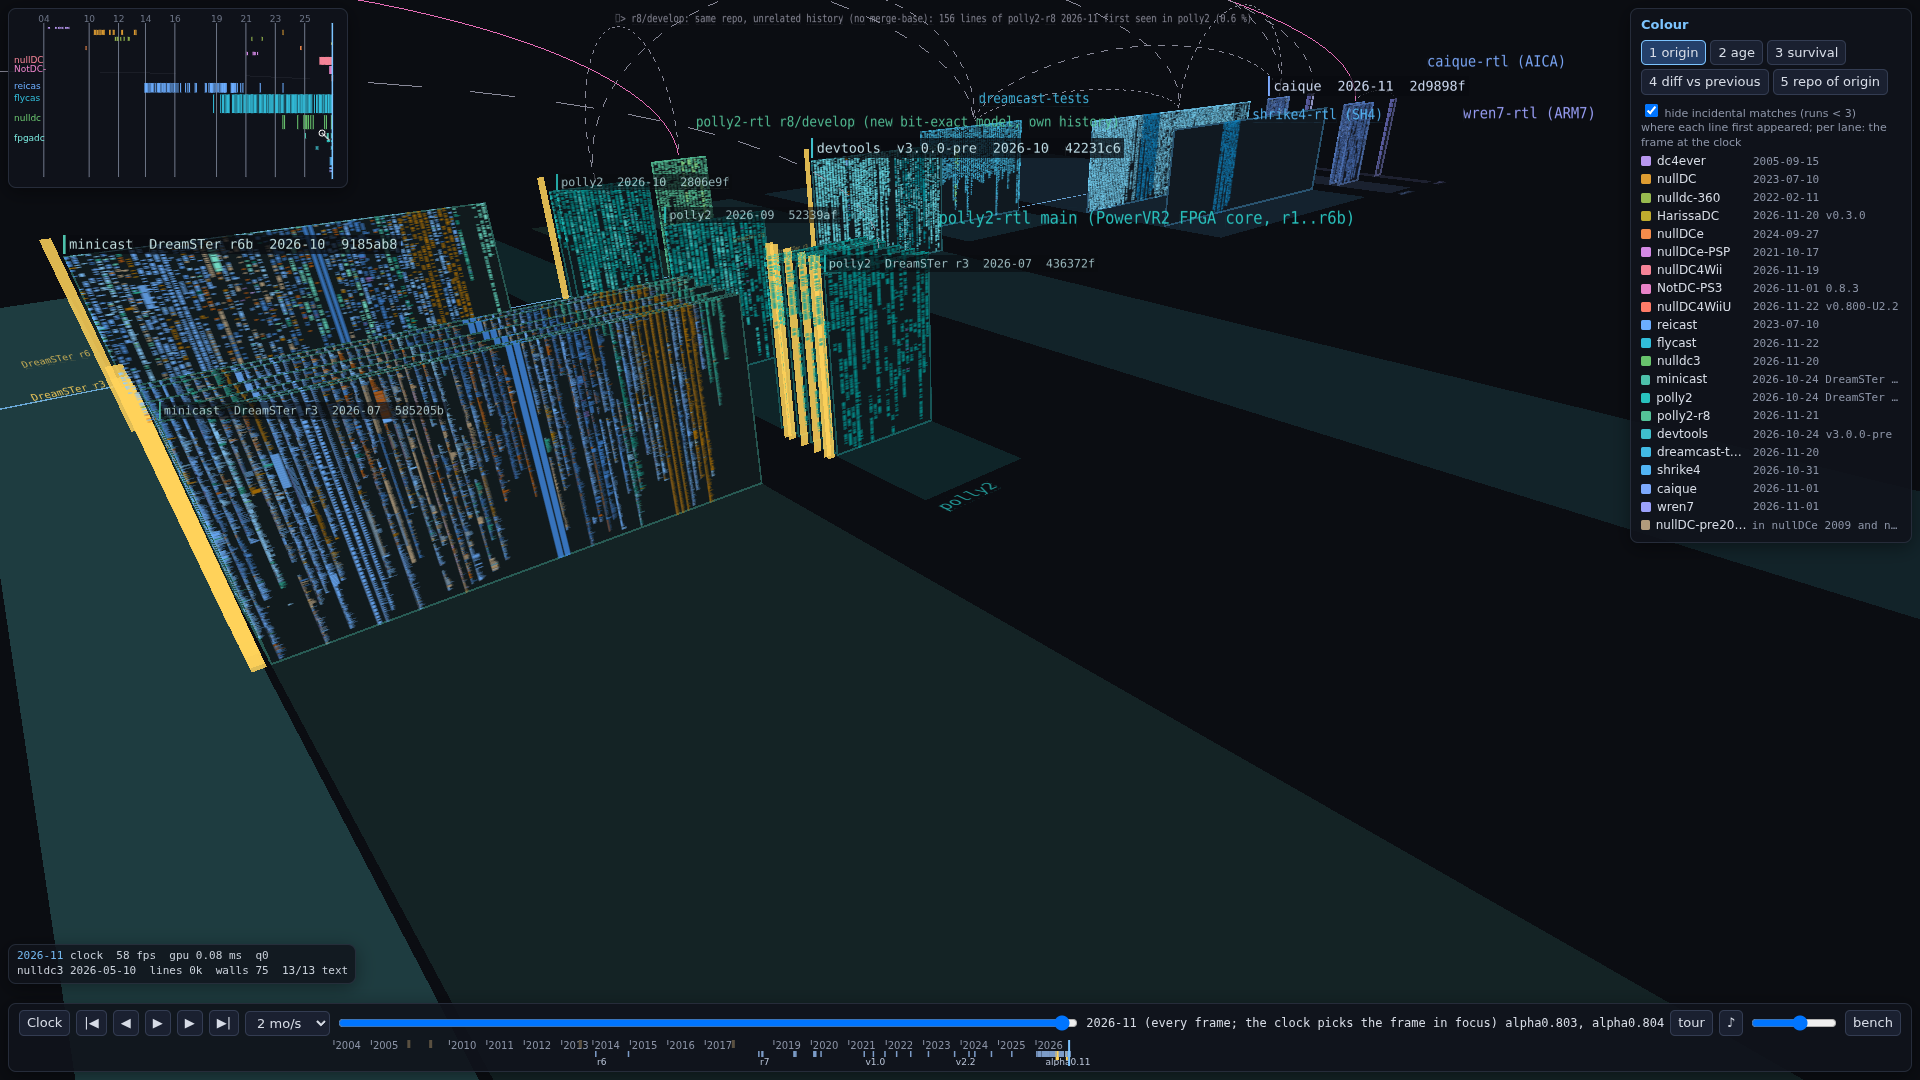 04 10 12 14 16 19 21 23 25
nullDC
NotDC-
reicas
flycas
nulldc
fpgadc
r8/develop: same repo, unrelated history (no merge-base): 156 lines of polly2-r8 2026-11 first seen in polly2 (0.6 %)
caique-rtl (AICA)
caique 2026-11 2d9898f
dreamcast-tests
shrike4-rtl (SH4)
wren7-rtl (ARM7)
polly2-rtl r8/develop (new bit-exact model, own history)
devtools v3.0.0-pre 2026-10 42231c6
polly2 2026-10 2806e9f
polly2 2026-09 52339af
polly2-rtl main (PowerVR2 FPGA core, r1..r6b)
minicast DreamSTer r6b 2026-10 9185ab8
polly2 DreamSTer r3 2026-07 436372f
DreamSTer r6
DreamSTer r3
minicast DreamSTer r3 2026-07 585205b
polly2
Colour
1 origin
2 age
3 survival
4 diff vs previous
5 repo of origin
hide incidental matches (runs < 3)
where each line first appeared; per lane: the
frame at the clock
dc4ever 2005-09-15
nullDC 2023-07-10
nulldc-360 2022-02-11
HarissaDC 2026-11-20 v0.3.0
nullDCe 2024-09-27
nullDCe-PSP 2021-10-17
nullDC4Wii 2026-11-19
NotDC-PS3 2026-11-01 0.8.3
nullDC4WiiU 2026-11-22 v0.800-U2.2
reicast 2023-07-10
flycast 2026-11-22
nulldc3 2026-11-20
minicast 2026-10-24 DreamSTer …
polly2 2026-10-24 DreamSTer …
polly2-r8 2026-11-21
devtools 2026-10-24 v3.0.0-pre
dreamcast-t… 2026-11-20
shrike4 2026-10-31
caique 2026-11-01
wren7 2026-11-01
nullDC-pre20… in nullDCe 2009 and n…
2026-11 clock 58 fps gpu 0.08 ms q0
nulldc3 2026-05-10 lines 0k walls 75 13/13 text
Clock
2 mo/s
2026-11 (every frame; the clock picks the frame in focus) alpha0.803, alpha0.804
tour
♪
bench
2004 2005 2010 2011 2012 2013 2014 2015 2016 2017 2019 2020 2021 2022 2023 2024 2025 2026
r6 r7 v1.0 v2.2 alpha0.11